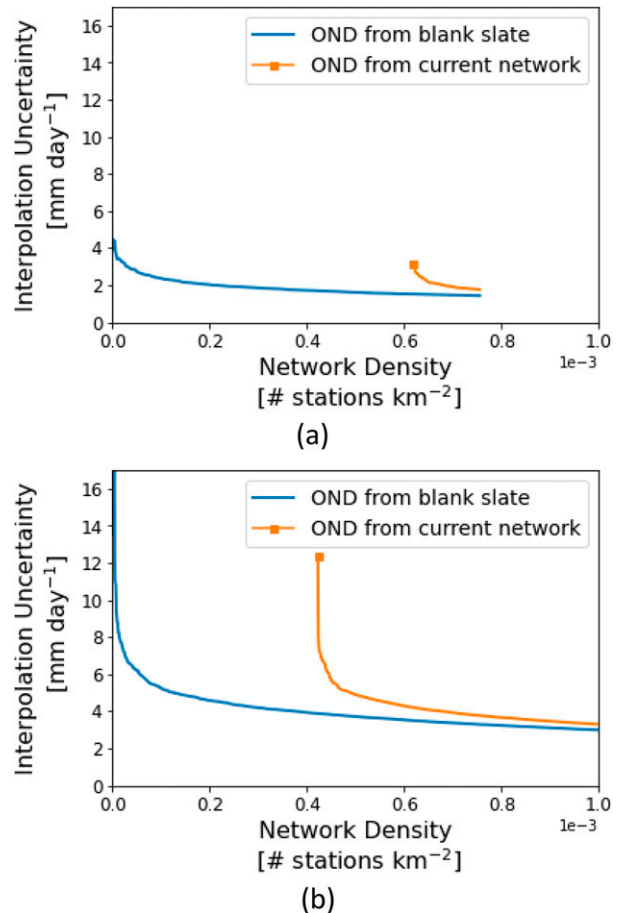 16
14
12
10
8
6
4
2
0
Interpolation Uncertainty
[mm day⁻¹]
OND from blank slate
OND from current network
0.0 0.2 0.4 0.6 0.8 1.0
1e-3
Network Density
[# stations km⁻²]
(a)
16
14
12
10
8
6
4
2
0
Interpolation Uncertainty
[mm day⁻¹]
OND from blank slate
OND from current network
0.0 0.2 0.4 0.6 0.8 1.0
1e-3
Network Density
[# stations km⁻²]
(b)